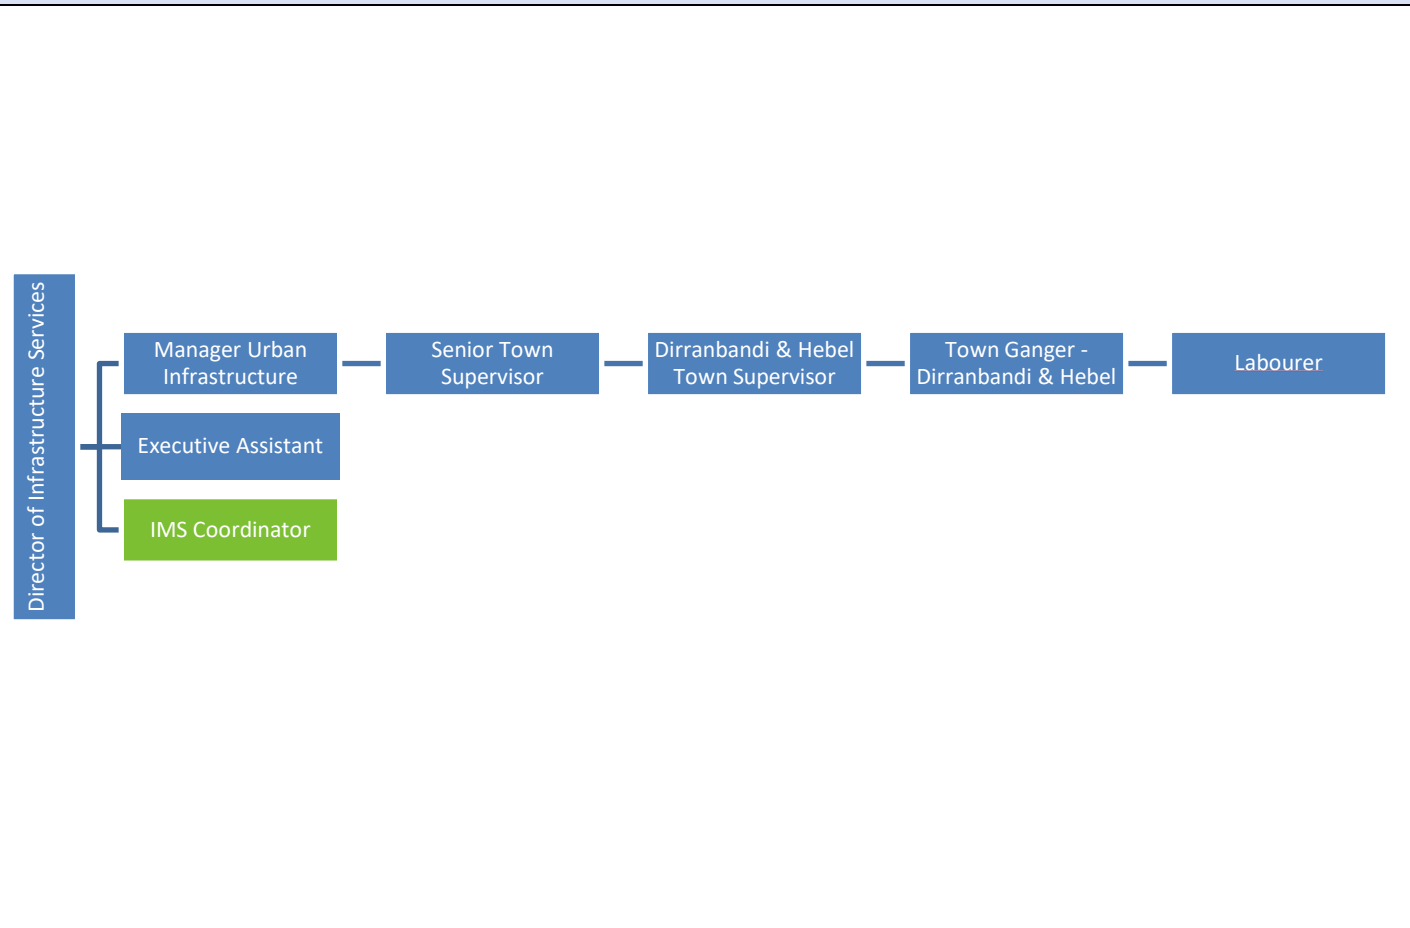 Director of Infrastructure Services
Manager Urban
Infrastructure
Senior Town
Supervisor
Dirranbandi & Hebel
Town Supervisor
Town Ganger -
Dirranbandi & Hebel
Labourer
Executive Assistant
IMS Coordinator